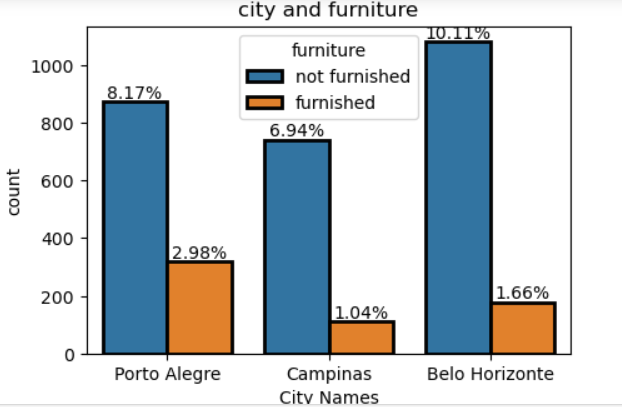 city and furniture
10.11%
furniture
not furnished
furnished
8.17%
6.94%
2.98%
1.04%
1.66%
1000
800
600
400
200
0
count
Porto Alegre
Campinas
Belo Horizonte
City Names